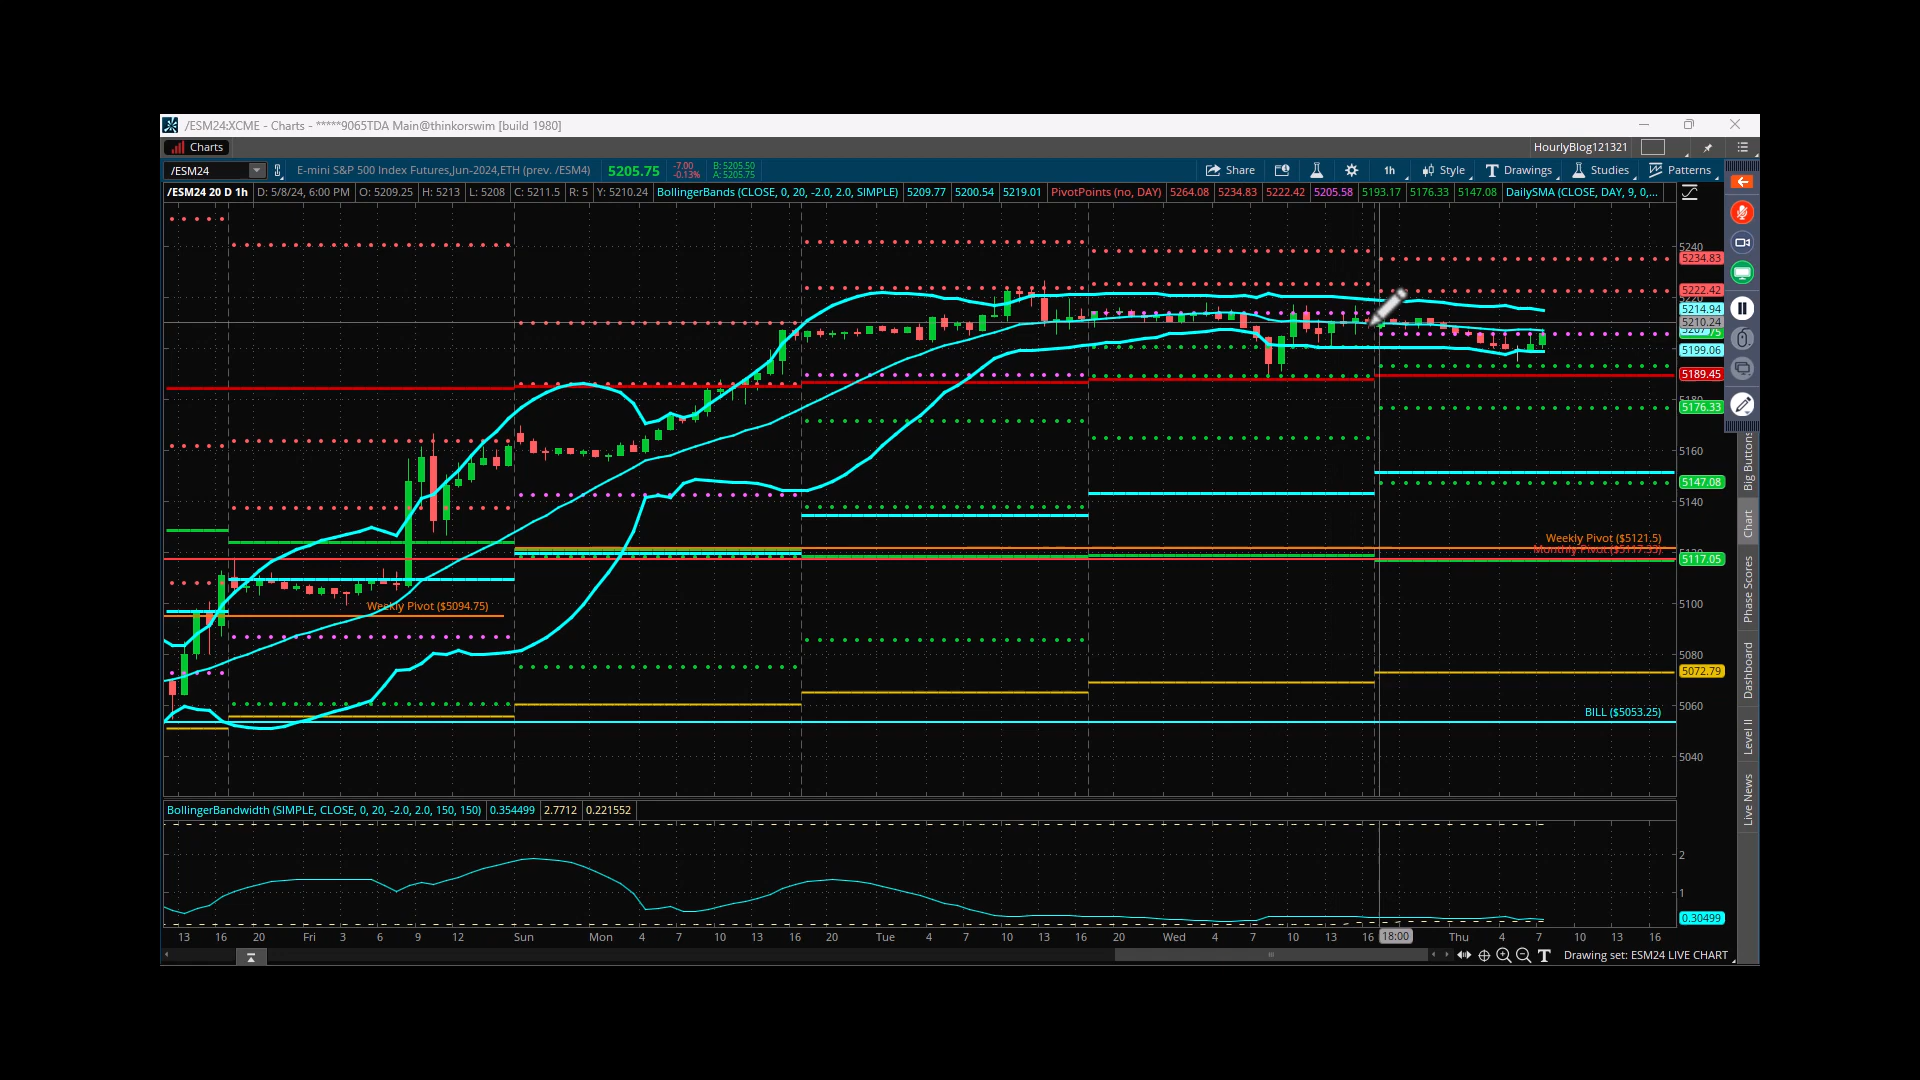 /ESM24:XCME - Charts - *****9065TDA Main@thinkorswim [build 1980]
Charts
HourlyBlog121321
/ESM24
E-mini S&P 500 Index Futures,Jun-2024,ETH (prev. /ESM4)
5205.75
-7.00
-0.13%
B: 5205.50
A: 5205.75
Share
1h
Style
Drawings
Studies
Patterns
/ESM24 20 D 1h
D: 5/8/24, 6:00 PM
O: 5209.25
H: 5213
L: 5208
C: 5211.5
R: 5
Y: 5210.24
BollingerBands (CLOSE, 0, 20, -2.0, 2.0, SIMPLE)
5209.77
5200.54
5219.01
PivotPoints (no, DAY)
5264.08
5234.83
5222.42
5205.58
5193.17
5176.33
5147.08
DailySMA (CLOSE, DAY, 9, 0,...
5240
5234.83
5222.42
5214.94
5210.24
5199.06
5189.45
5176.33
5160
5147.08
5140
Weekly Pivot ($5121.5)
Monthly Pivot ($5117.33)
5117.05
5100
Weekly Pivot ($5094.75)
5080
5072.79
5060
BILL ($5053.25)
5040
Big Buttons
Chart
Phase Scores
Dashboard
Level II
Live News
BollingerBandwidth (SIMPLE, CLOSE, 0, 20, -2.0, 2.0, 150, 150)
0.354499
2.7712
0.221552
2
1
0.30499
13 16 20 Fri 3 6 9 12 Sun Mon 4 7 10 13 16 20 Tue 4 7 10 13 16 20 Wed 4 7 10 13 16 18:00 Thu 4 7 10 13 16
Drawing set: ESM24 LIVE CHART